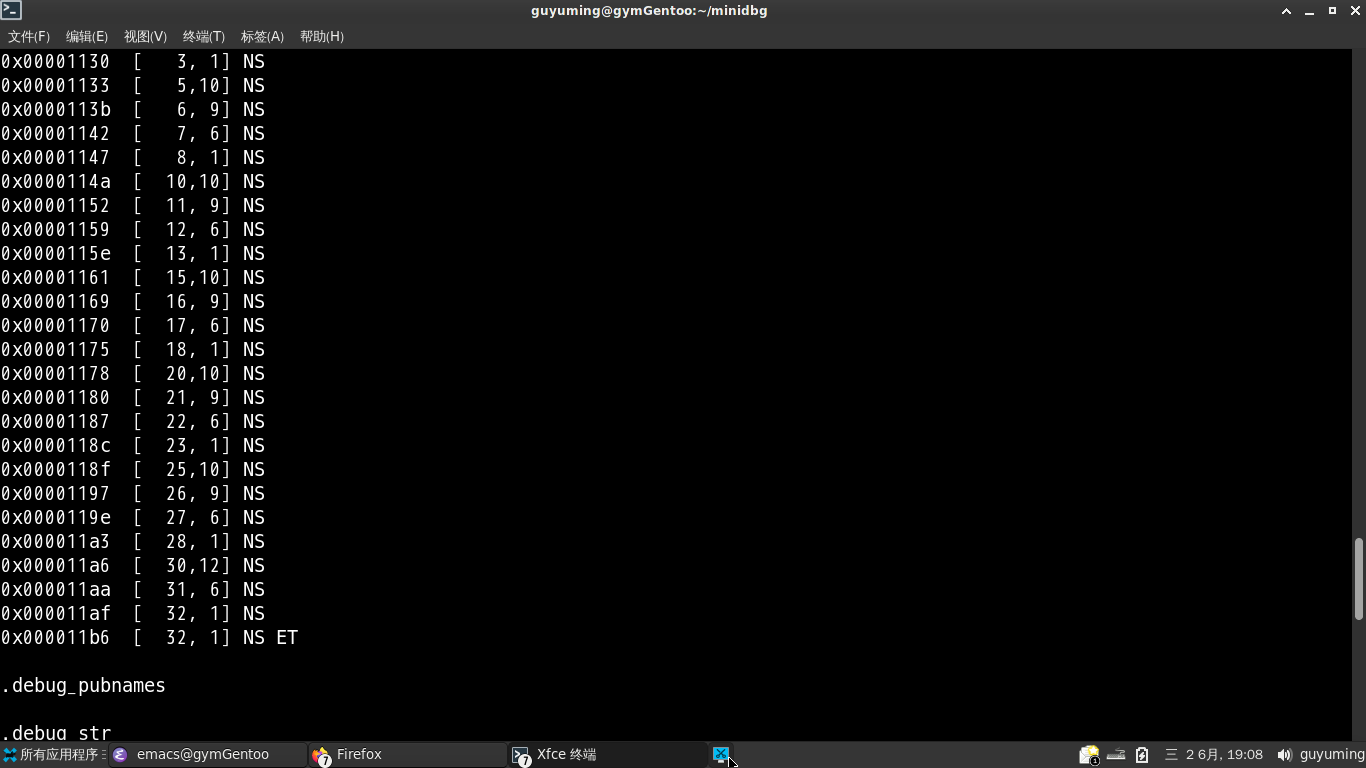 guyuming@gymGentoo:~/minidbg
文件(F) 编辑(E) 视图(V) 终端(T) 标签(A) 帮助(H)
0x00001130  [   3, 1] NS
0x00001133  [   5,10] NS
0x0000113b  [   6, 9] NS
0x00001142  [   7, 6] NS
0x00001147  [   8, 1] NS
0x0000114a  [  10,10] NS
0x00001152  [  11, 9] NS
0x00001159  [  12, 6] NS
0x0000115e  [  13, 1] NS
0x00001161  [  15,10] NS
0x00001169  [  16, 9] NS
0x00001170  [  17, 6] NS
0x00001175  [  18, 1] NS
0x00001178  [  20,10] NS
0x00001180  [  21, 9] NS
0x00001187  [  22, 6] NS
0x0000118c  [  23, 1] NS
0x0000118f  [  25,10] NS
0x00001197  [  26, 9] NS
0x0000119e  [  27, 6] NS
0x000011a3  [  28, 1] NS
0x000011a6  [  30,12] NS
0x000011aa  [  31, 6] NS
0x000011af  [  32, 1] NS
0x000011b6  [  32, 1] NS ET
.debug_pubnames
.debug_str
所有应用程序 emacs@gymGentoo 7 Firefox 7 Xfce 终端 1 三 2 6月, 19:08 guyuming